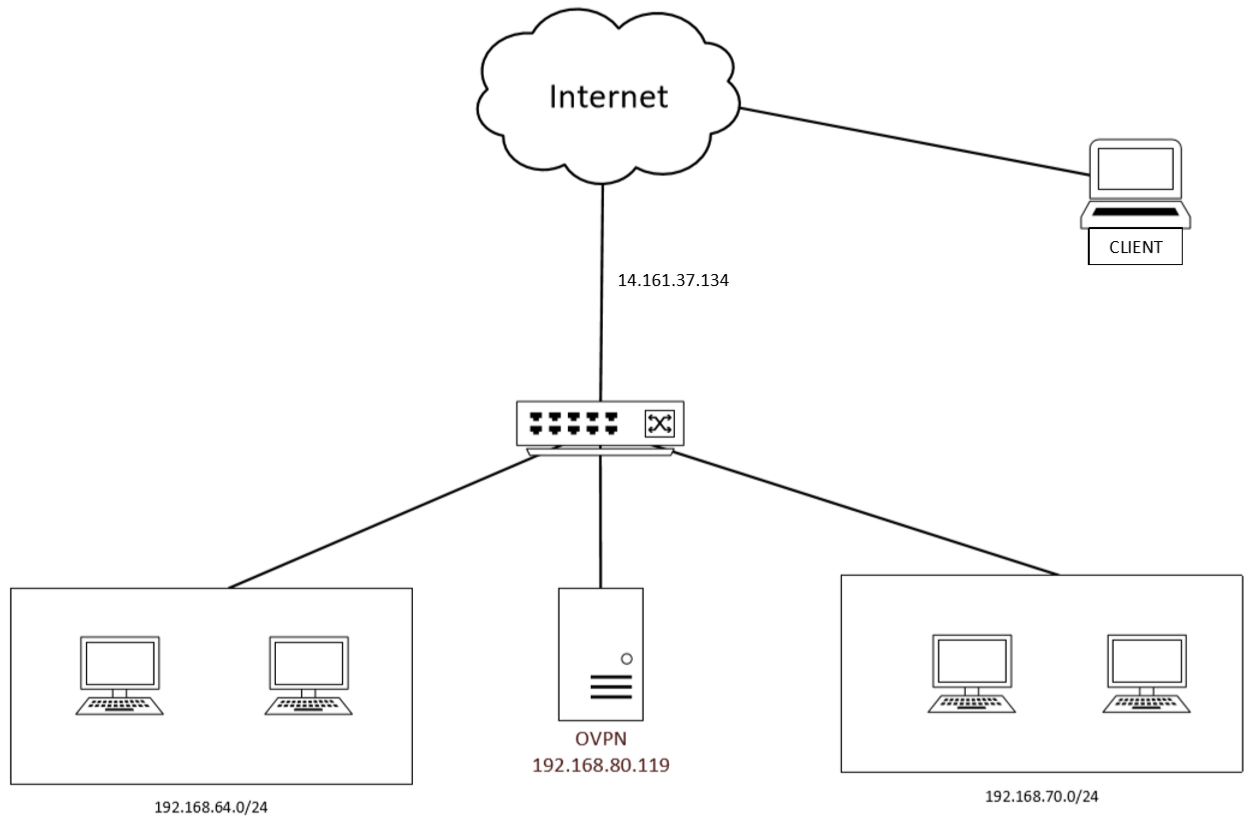 Internet
CLIENT
14.161.37.134
OVPN
192.168.80.119
192.168.64.0/24
192.168.70.0/24